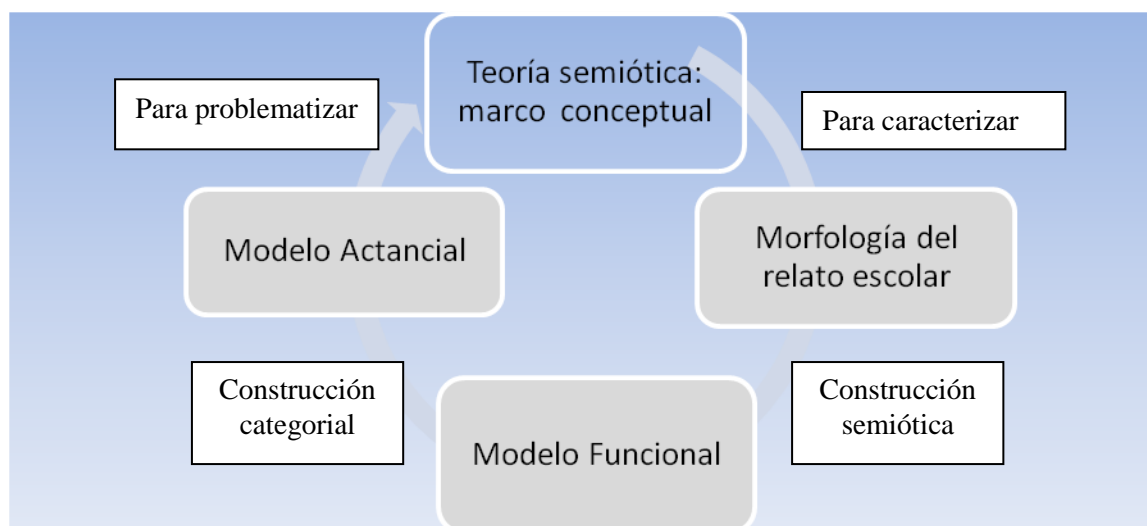 Teoría semiótica:
marco conceptual
Para problematizar
Para caracterizar
Modelo Actancial
Morfología del
relato escolar
Construcción
categorial
Construcción
semiótica
Modelo Funcional